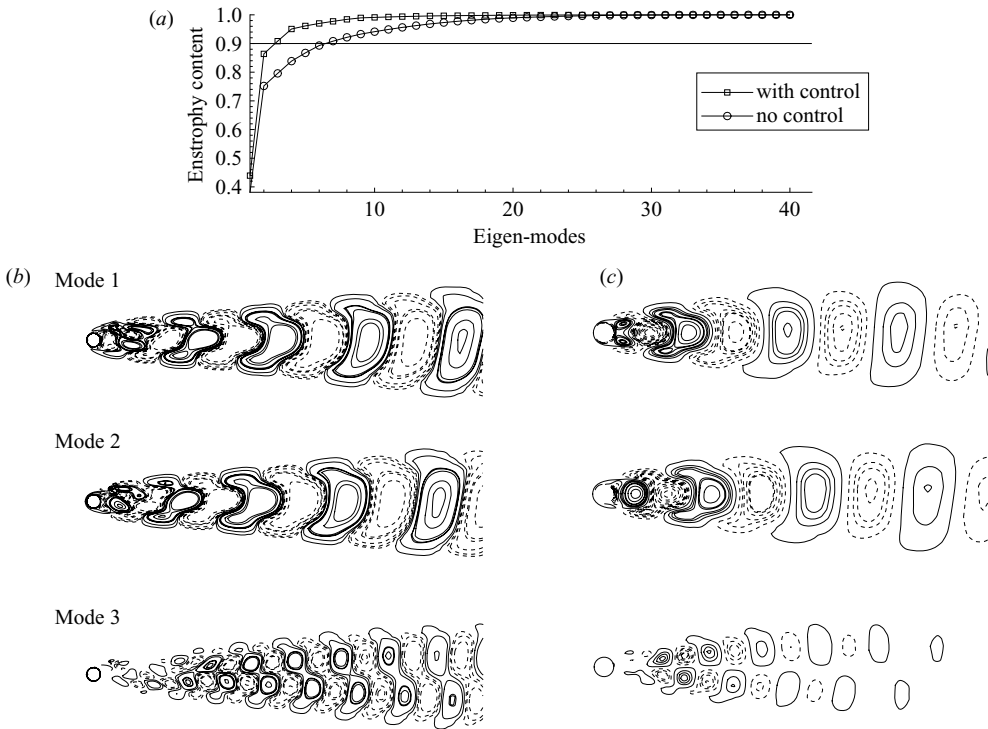 (a)
1.0
0.9
0.8
0.7
0.6
0.5
0.4
Enstrophy content
with control
no control
10
20
30
40
Eigen-modes
(b)
Mode 1
(c)
Mode 2
Mode 3